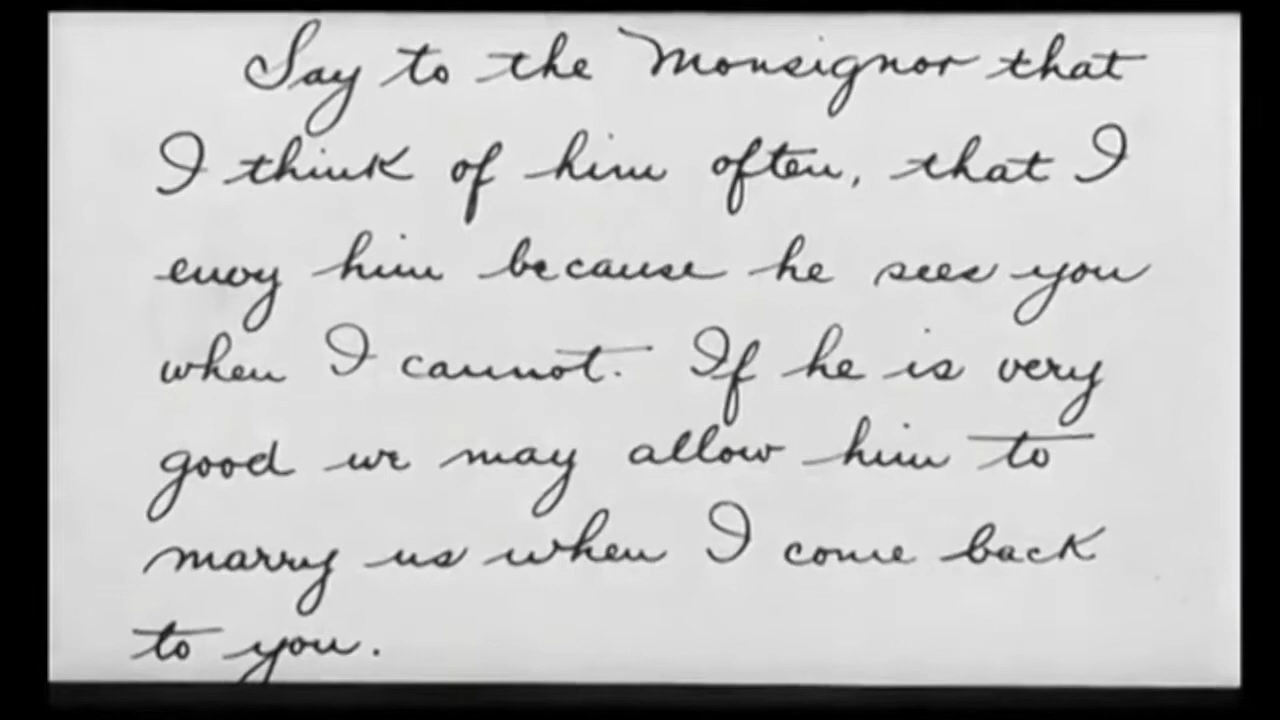 Say to the Monsignor that
I think of him often, that I
envy him because he sees you
when I cannot. If he is very
good we may allow him to
marry us when I come back
to you.